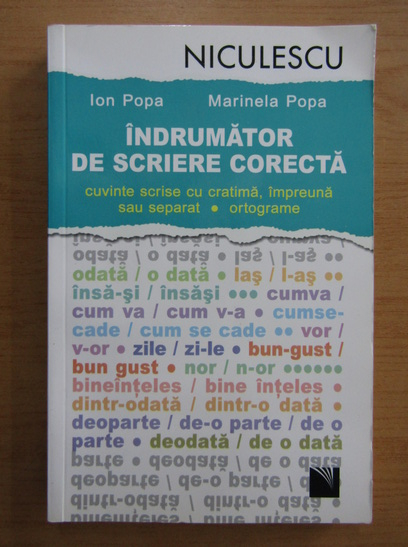 NICULESCU
Ion Popa Marinela Popa
ÎNDRUMĂTOR
DE SCRIERE CORECTĂ
cuvinte scrise cu cratimă, împreună
sau separat • ortograme
odată / o dată • laş / l-aş ••
însă-şi / însăşi ••• cumva /
cum va / cum v-a • cumse-
cade / cum se cade •• vor /
v-or • zile / zi-le • bun-gust /
bun gust • nor / n-or ••••••
bineînţeles / bine înţeles •
dintr-odată / dintr-o dată •
deoparte / de-o parte / de o
parte • deodată / de o dată